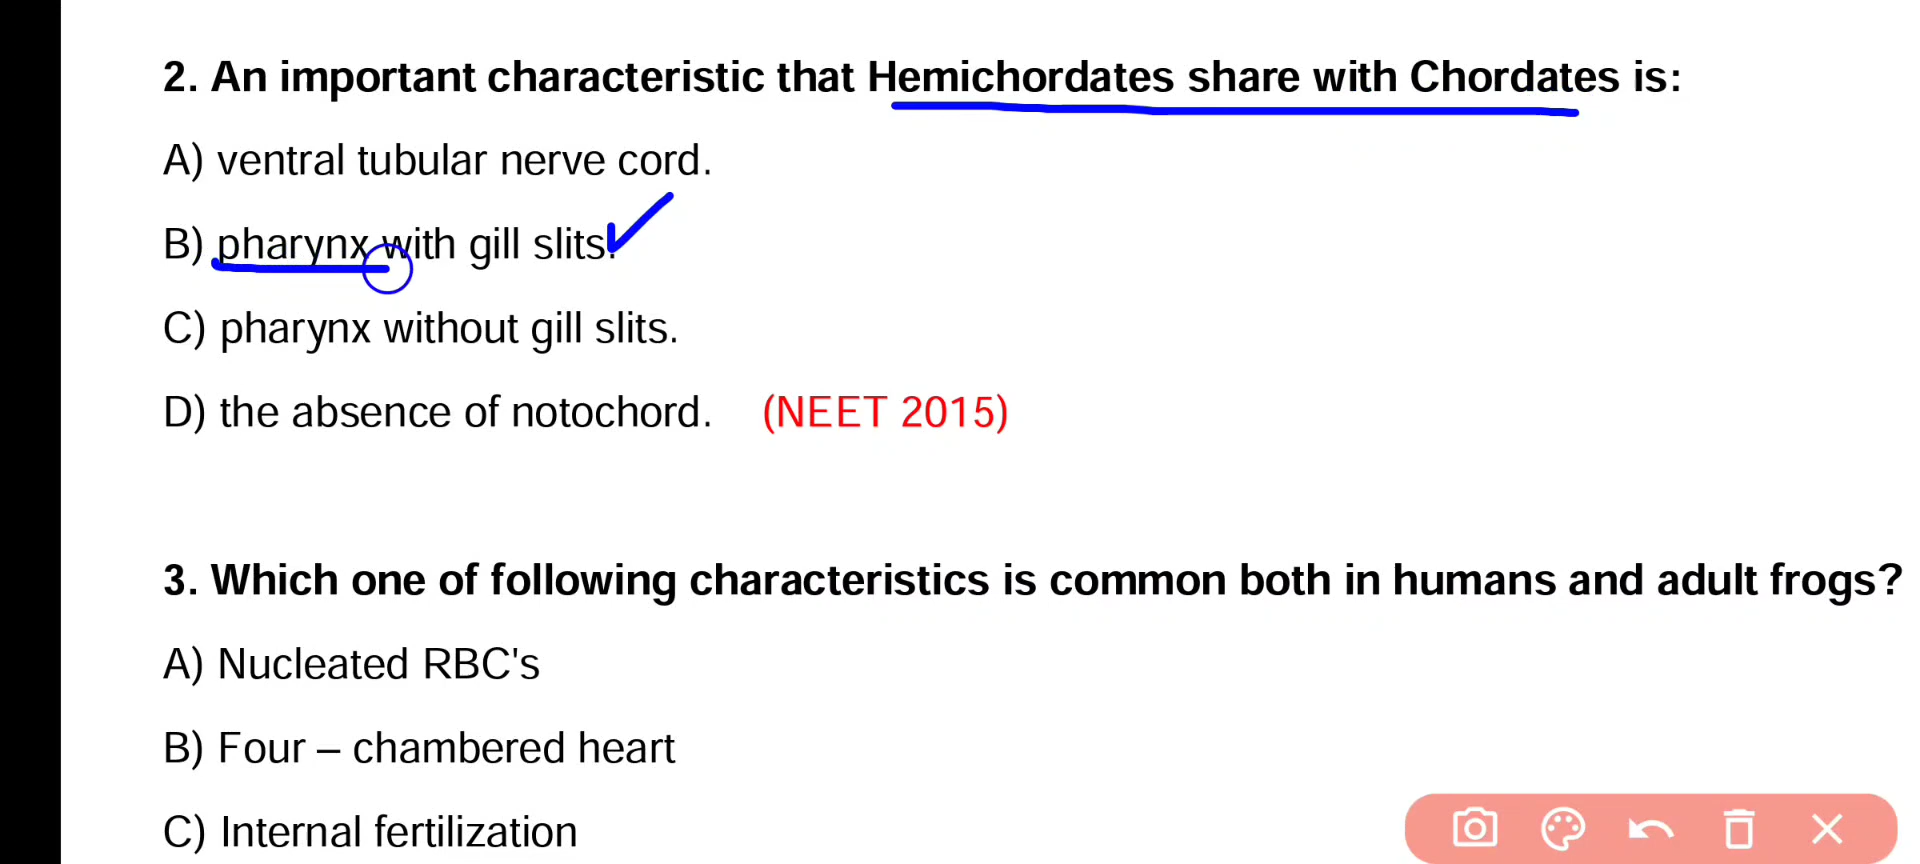 2. An important characteristic that Hemichordates share with Chordates is:
A) ventral tubular nerve cord.
B) pharynx with gill slits.
C) pharynx without gill slits.
D) the absence of notochord. (NEET 2015)
3. Which one of following characteristics is common both in humans and adult frogs?
A) Nucleated RBC's
B) Four – chambered heart
C) Internal fertilization